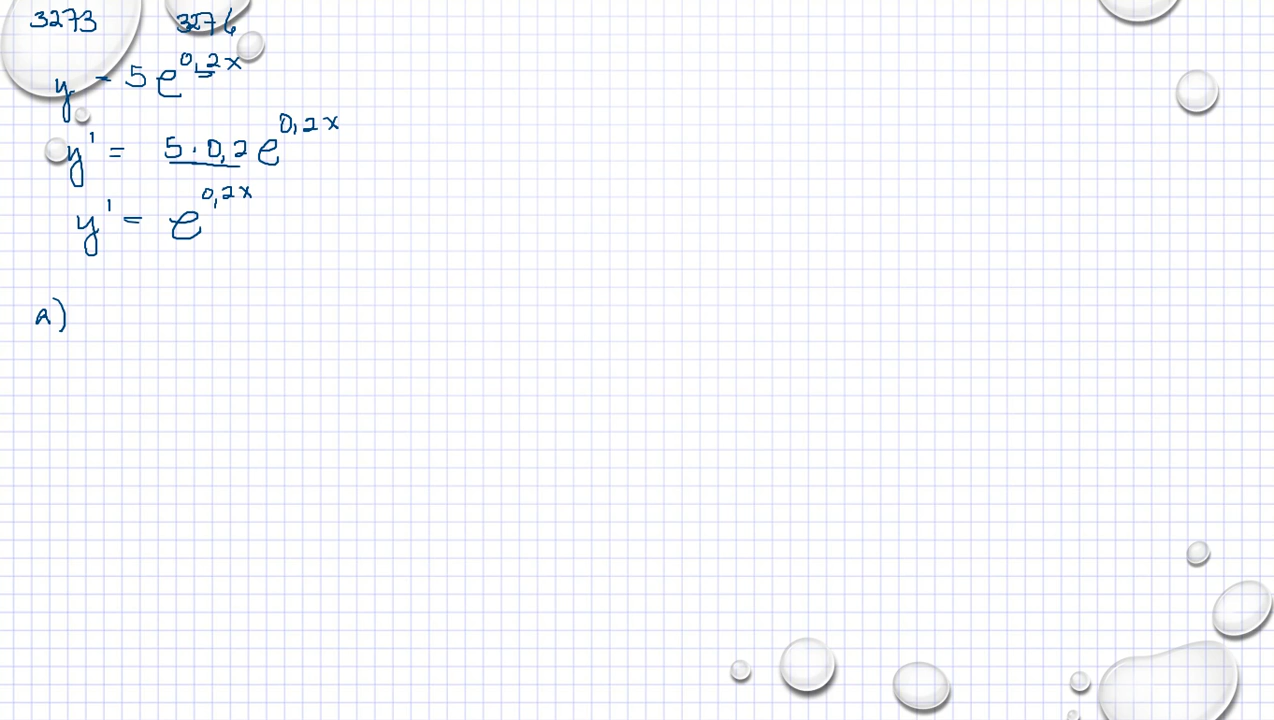 3273 3276
y = 5e^0,2x
y' = 5 · 0,2 e^0,2x
y' = e^0,2x
a)